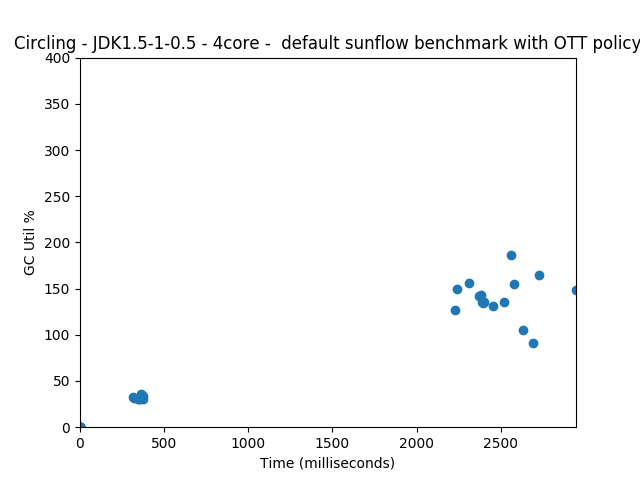 Circling - JDK1.5-1-0.5 - 4core -  default sunflow benchmark with OTT policy
400
350
300
250
200
150
100
50
0
GC Util %
0 500 1000 1500 2000 2500
Time (milliseconds)